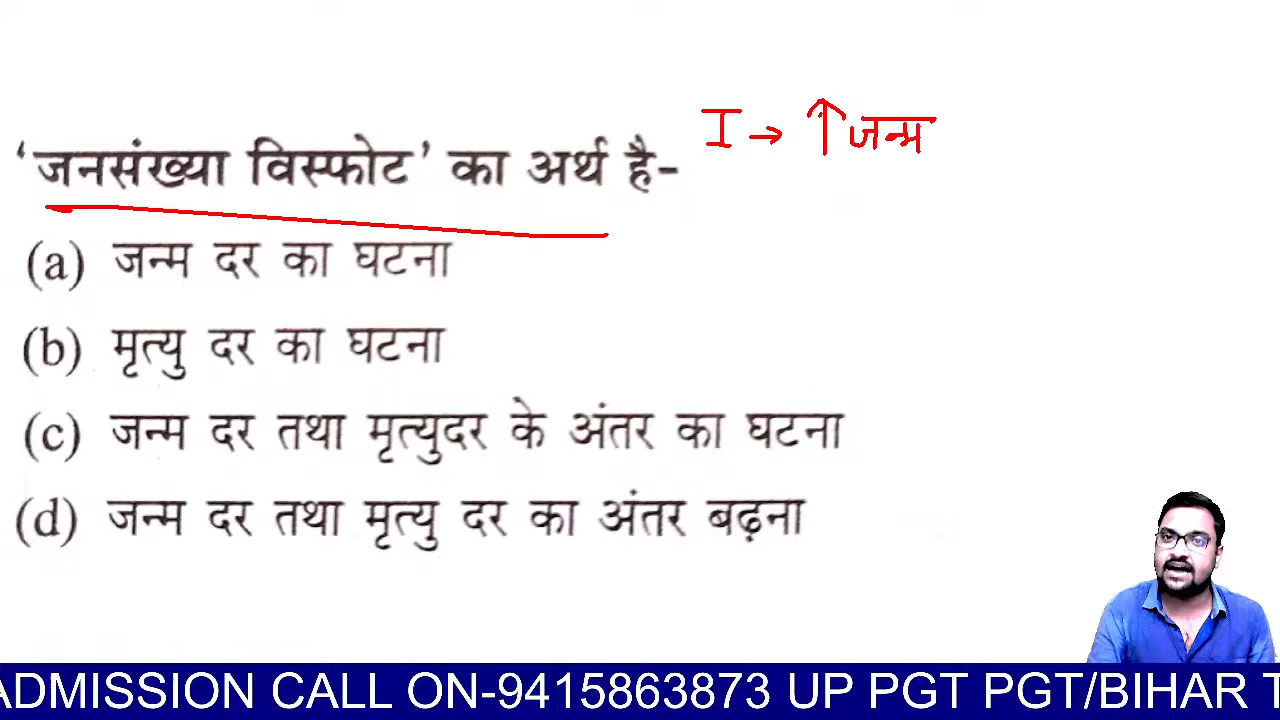 'जनसंख्या विस्फोट' का अर्थ है-
I → ↑ जन्म
(a) जन्म दर का घटना
(b) मृत्यु दर का घटना
(c) जन्म दर तथा मृत्युदर के अंतर का घटना
(d) जन्म दर तथा मृत्यु दर का अंतर बढ़ना
ADMISSION CALL ON-9415863873 UP PGT PGT/BIHAR T